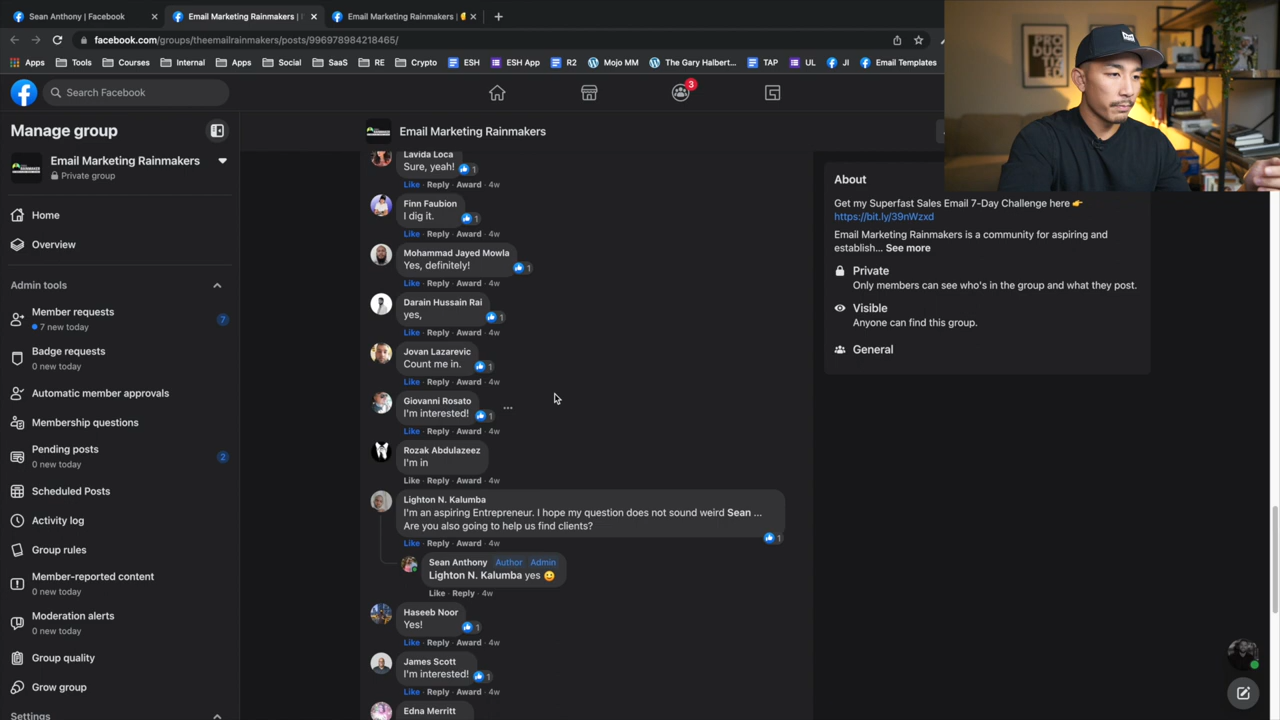 Sean Anthony | Facebook
Email Marketing Rainmakers |
Email Marketing Rainmakers |
facebook.com/groups/theemailrainmakers/posts/996978984218465/
Apps
Tools
Courses
Internal
Apps
Social
SaaS
RE
Crypto
ESH
ESH App
R2
Mojo MM
The Gary Halbert...
TAP
UL
JI
Email Templates
Search Facebook
3
Manage group
Email Marketing Rainmakers
Private group
Home
Overview
Admin tools
Member requests
7 new today
7
Badge requests
0 new today
Automatic member approvals
Membership questions
Pending posts
0 new today
2
Scheduled Posts
Activity log
Group rules
Member-reported content
0 new today
Moderation alerts
0 new today
Group quality
Grow group
Settings
Email Marketing Rainmakers
Lavida Loca
Sure, yeah!
1
Like · Reply · Award · 4w
Finn Faubion
I dig it.
1
Like · Reply · Award · 4w
Mohammad Jayed Mowla
Yes, definitely!
1
Like · Reply · Award · 4w
Darain Hussain Rai
yes,
1
Like · Reply · Award · 4w
Jovan Lazarevic
Count me in.
1
Like · Reply · Award · 4w
Giovanni Rosato
I'm interested!
1
Like · Reply · Award · 4w
Rozak Abdulazeez
I'm in
Like · Reply · Award · 4w
Lighton N. Kalumba
I'm an aspiring Entrepreneur. I hope my question does not sound weird Sean ...
Are you also going to help us find clients?
1
Like · Reply · Award · 4w
Sean Anthony Author Admin
Lighton N. Kalumba yes
Like · Reply · 4w
Haseeb Noor
Yes!
1
Like · Reply · Award · 4w
James Scott
I'm interested!
1
Like · Reply · Award · 4w
Edna Merritt
About
Get my Superfast Sales Email 7-Day Challenge here
https://bit.ly/39nWzxd
Email Marketing Rainmakers is a community for aspiring and
establish... See more
Private
Only members can see who's in the group and what they post.
Visible
Anyone can find this group.
General